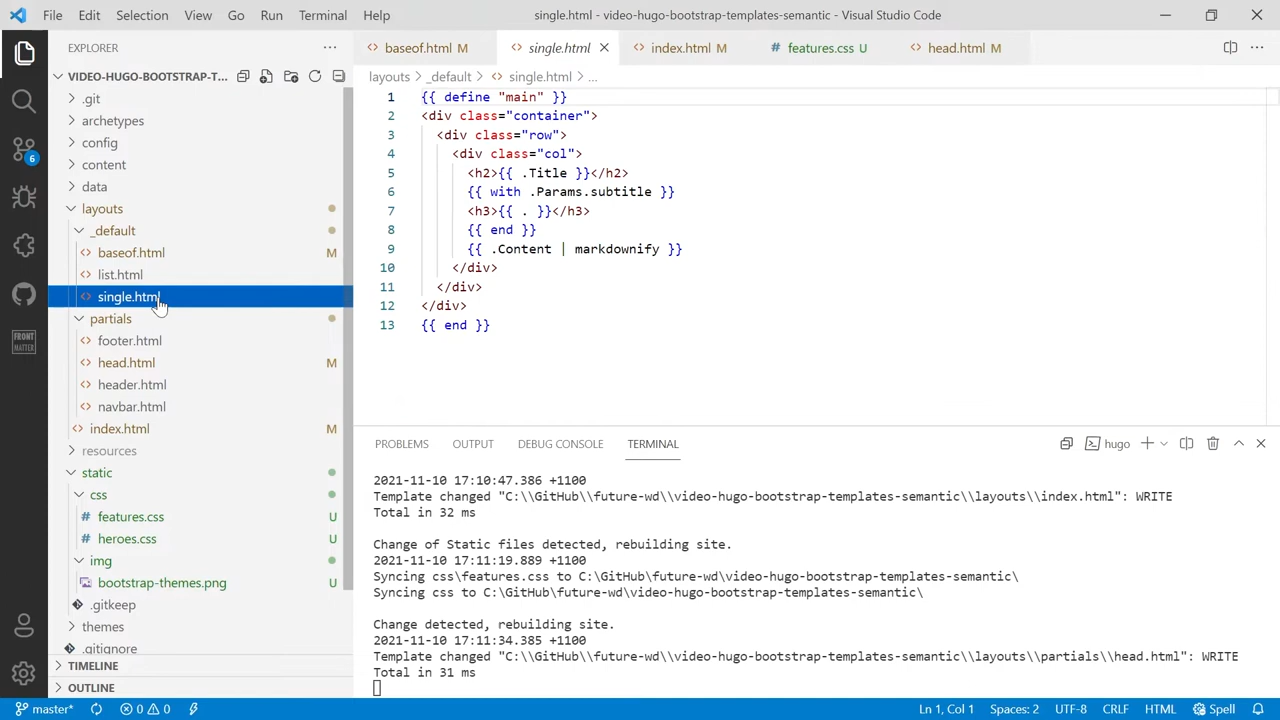 File Edit Selection View Go Run Terminal Help single.html - video-hugo-bootstrap-templates-semantic - Visual Studio Code
EXPLORER
VIDEO-HUGO-BOOTSTRAP-T...
.git
archetypes
config
content
data
layouts
_default
baseof.html M
list.html
single.html
partials
footer.html
head.html M
header.html
navbar.html
index.html M
resources
static
css
features.css U
heroes.css U
img
bootstrap-themes.png U
.gitkeep
themes
.gitignore
TIMELINE
OUTLINE
6
FRONT
MATTER
baseof.html M single.html index.html M features.css U head.html M
layouts > _default > single.html > ...
1 {{ define "main" }}
2 <div class="container">
3 <div class="row">
4 <div class="col">
5 <h2>{{ .Title }}</h2>
6 {{ with .Params.subtitle }}
7 <h3>{{ . }}</h3>
8 {{ end }}
9 {{ .Content | markdownify }}
10 </div>
11 </div>
12 </div>
13 {{ end }}
PROBLEMS OUTPUT DEBUG CONSOLE TERMINAL hugo
2021-11-10 17:10:47.386 +1100
Template changed "C:\\GitHub\\future-wd\\video-hugo-bootstrap-templates-semantic\\layouts\\index.html": WRITE
Total in 32 ms
Change of Static files detected, rebuilding site.
2021-11-10 17:11:19.889 +1100
Syncing css\features.css to C:\GitHub\future-wd\video-hugo-bootstrap-templates-semantic\
Syncing css to C:\GitHub\future-wd\video-hugo-bootstrap-templates-semantic\
Change detected, rebuilding site.
2021-11-10 17:11:34.385 +1100
Template changed "C:\\GitHub\\future-wd\\video-hugo-bootstrap-templates-semantic\\layouts\\partials\\head.html": WRITE
Total in 31 ms
master* 0 0 Ln 1, Col 1 Spaces: 2 UTF-8 CRLF HTML Spell